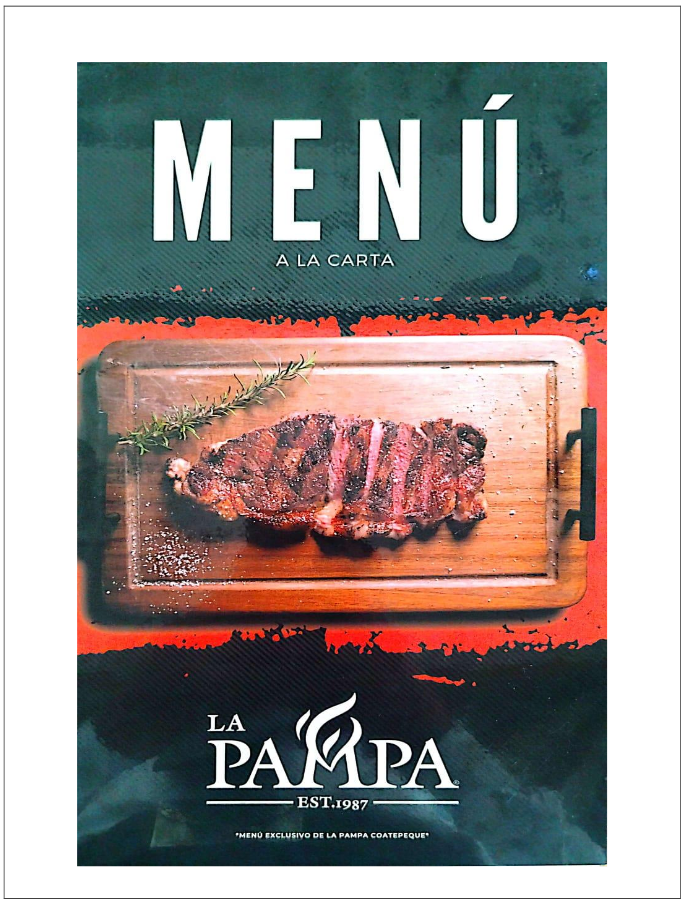 MENÚ
A LA CARTA
LA
PAMPA®
EST.1987
"MENÚ EXCLUSIVO DE LA PAMPA COATEPEQUE"